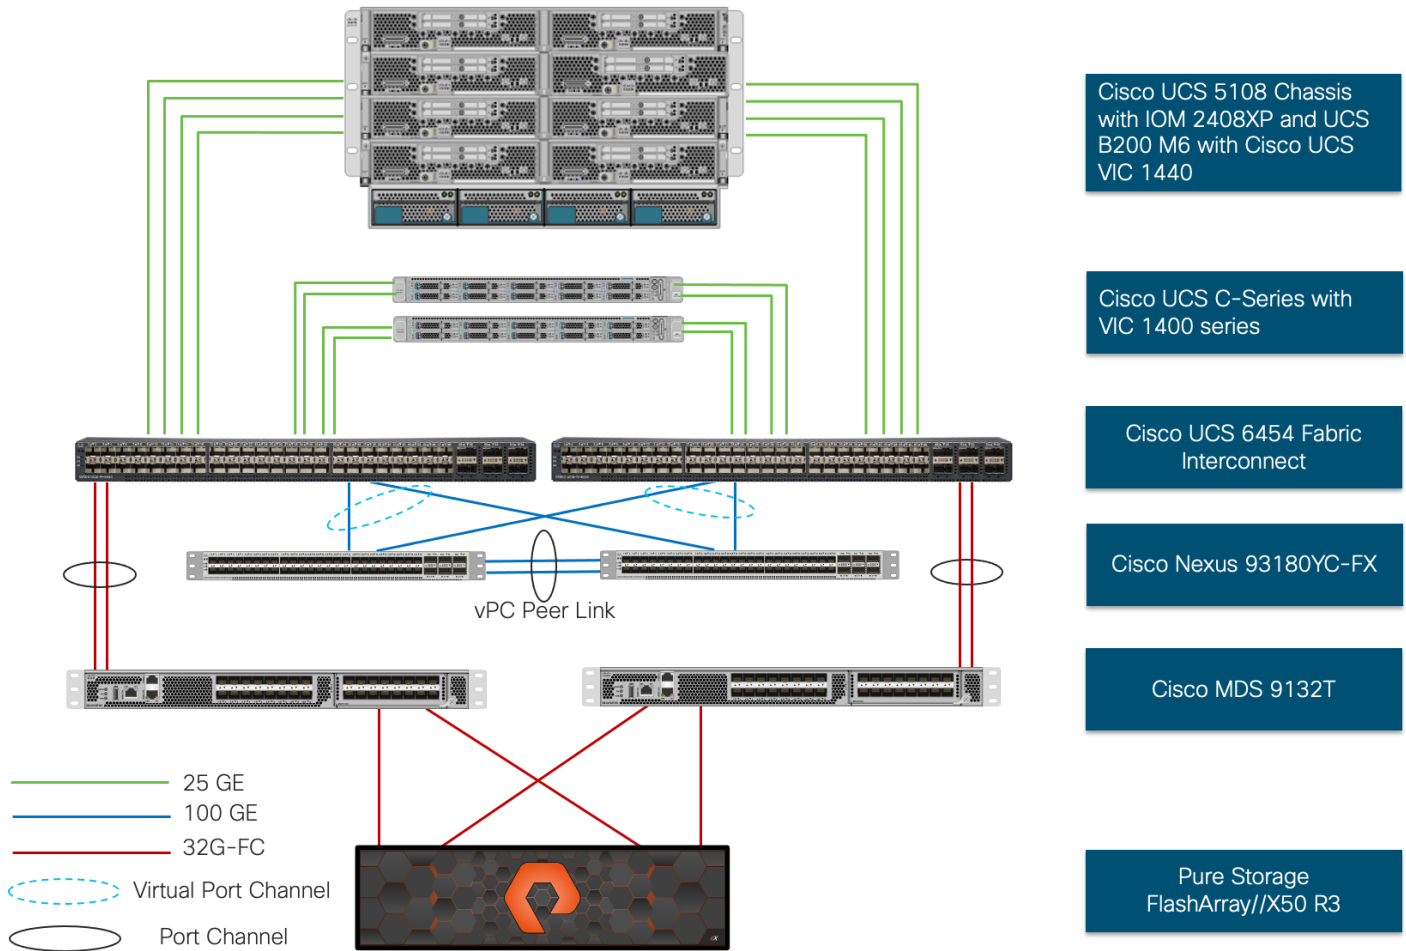 Cisco UCS 5108 Chassis
with IOM 2408XP and UCS
B200 M6 with Cisco UCS
VIC 1440
Cisco UCS C-Series with
VIC 1400 series
Cisco UCS 6454 Fabric
Interconnect
Cisco Nexus 93180YC-FX
vPC Peer Link
Cisco MDS 9132T
25 GE
100 GE
32G-FC
Virtual Port Channel
Port Channel
Pure Storage
FlashArray//X50 R3